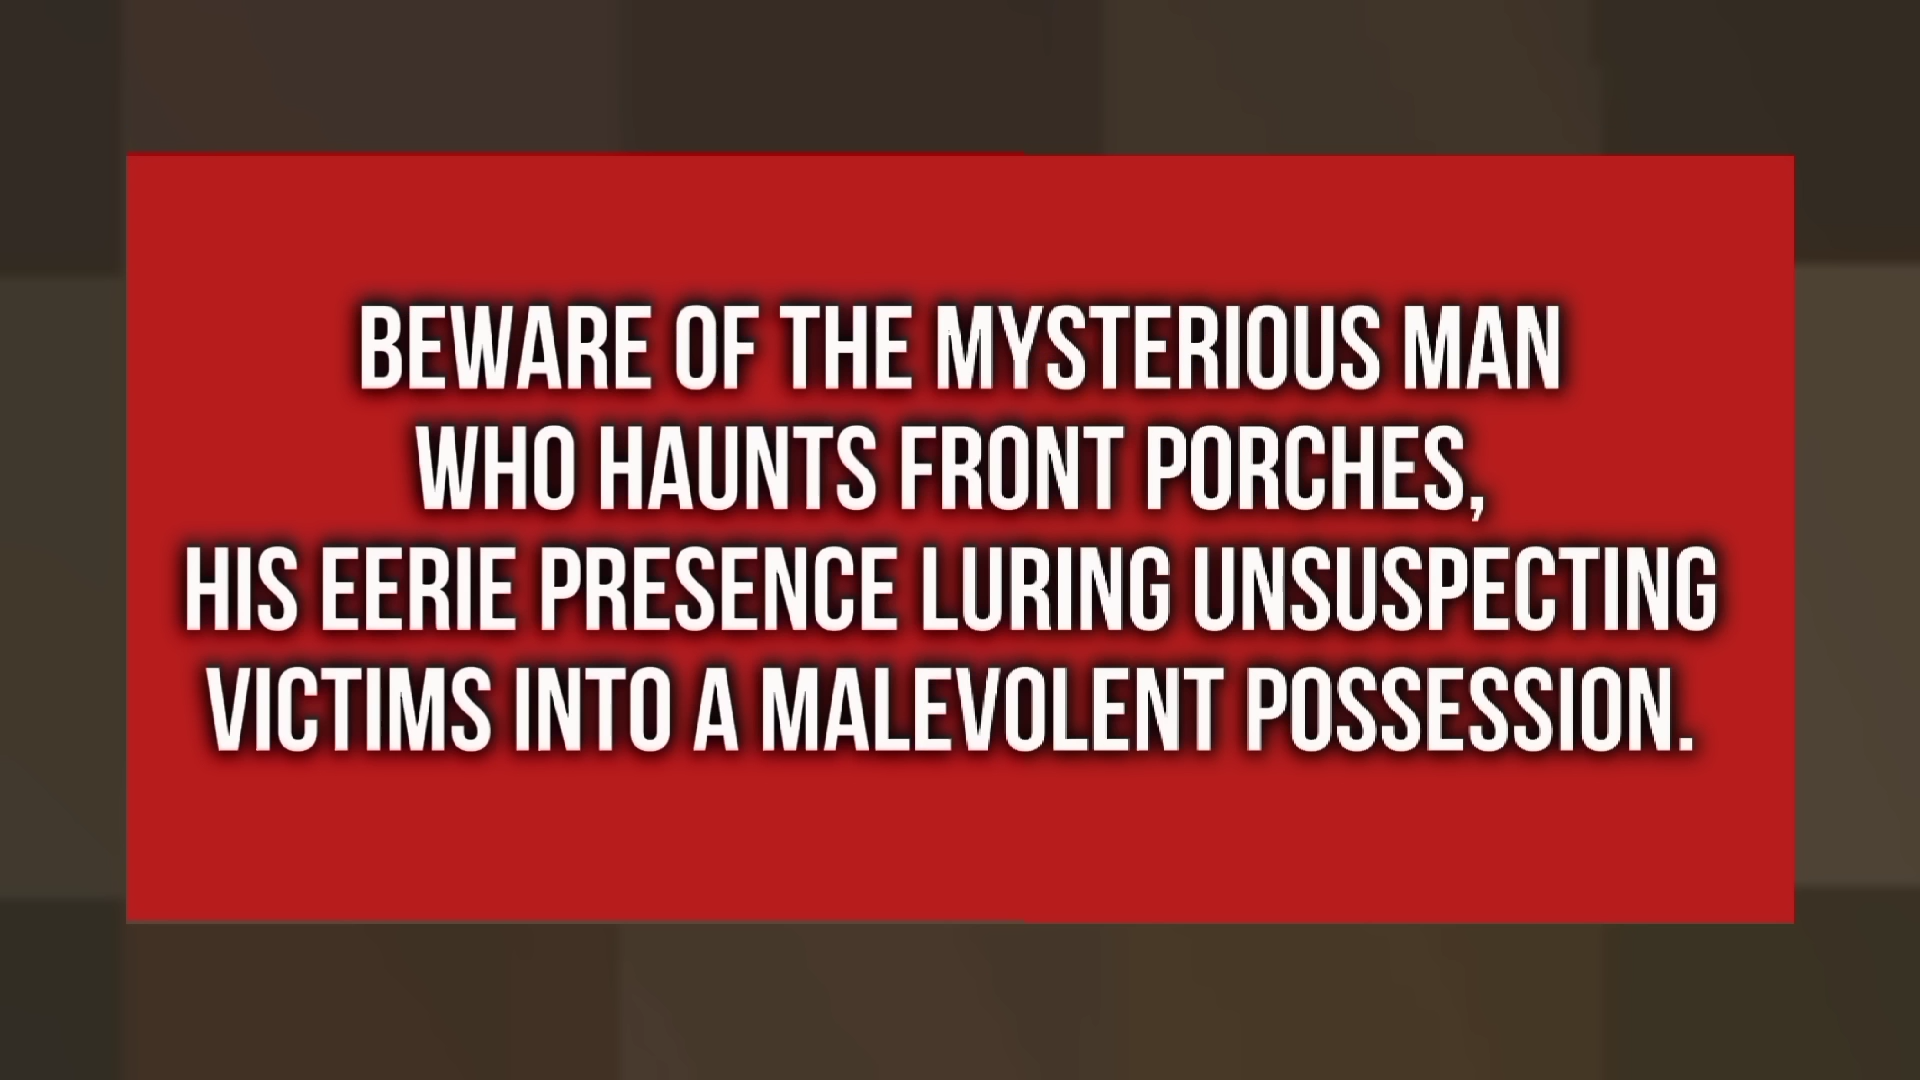 BEWARE OF THE MYSTERIOUS MAN
WHO HAUNTS FRONT PORCHES,
HIS EERIE PRESENCE LURING UNSUSPECTING
VICTIMS INTO A MALEVOLENT POSSESSION.